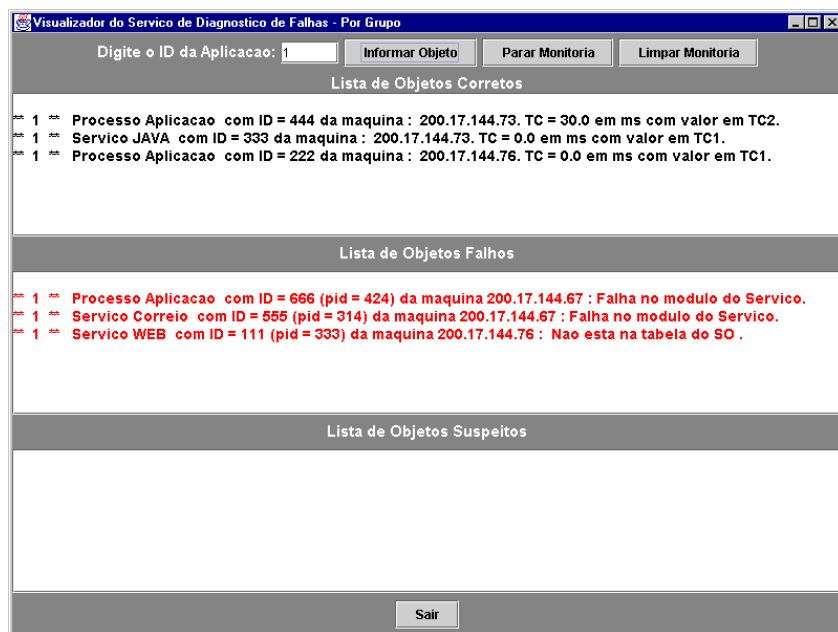 Visualizador do Servico de Diagnostico de Falhas - Por Grupo
Digite o ID da Aplicacao: 1 Informar Objeto Parar Monitoria Limpar Monitoria
Lista de Objetos Corretos
** 1 ** Processo Aplicacao com ID = 444 da maquina : 200.17.144.73. TC = 30.0 em ms com valor em TC2.
** 1 ** Servico JAVA com ID = 333 da maquina : 200.17.144.73. TC = 0.0 em ms com valor em TC1.
** 1 ** Processo Aplicacao com ID = 222 da maquina : 200.17.144.76. TC = 0.0 em ms com valor em TC1.
Lista de Objetos Falhos
** 1 ** Processo Aplicacao com ID = 666 (pid = 424) da maquina 200.17.144.67 : Falha no modulo do Servico.
** 1 ** Servico Correio com ID = 555 (pid = 314) da maquina 200.17.144.67 : Falha no modulo do Servico.
** 1 ** Servico WEB com ID = 111 (pid = 333) da maquina 200.17.144.76 : Nao esta na tabela do SO .
Lista de Objetos Suspeitos
Sair